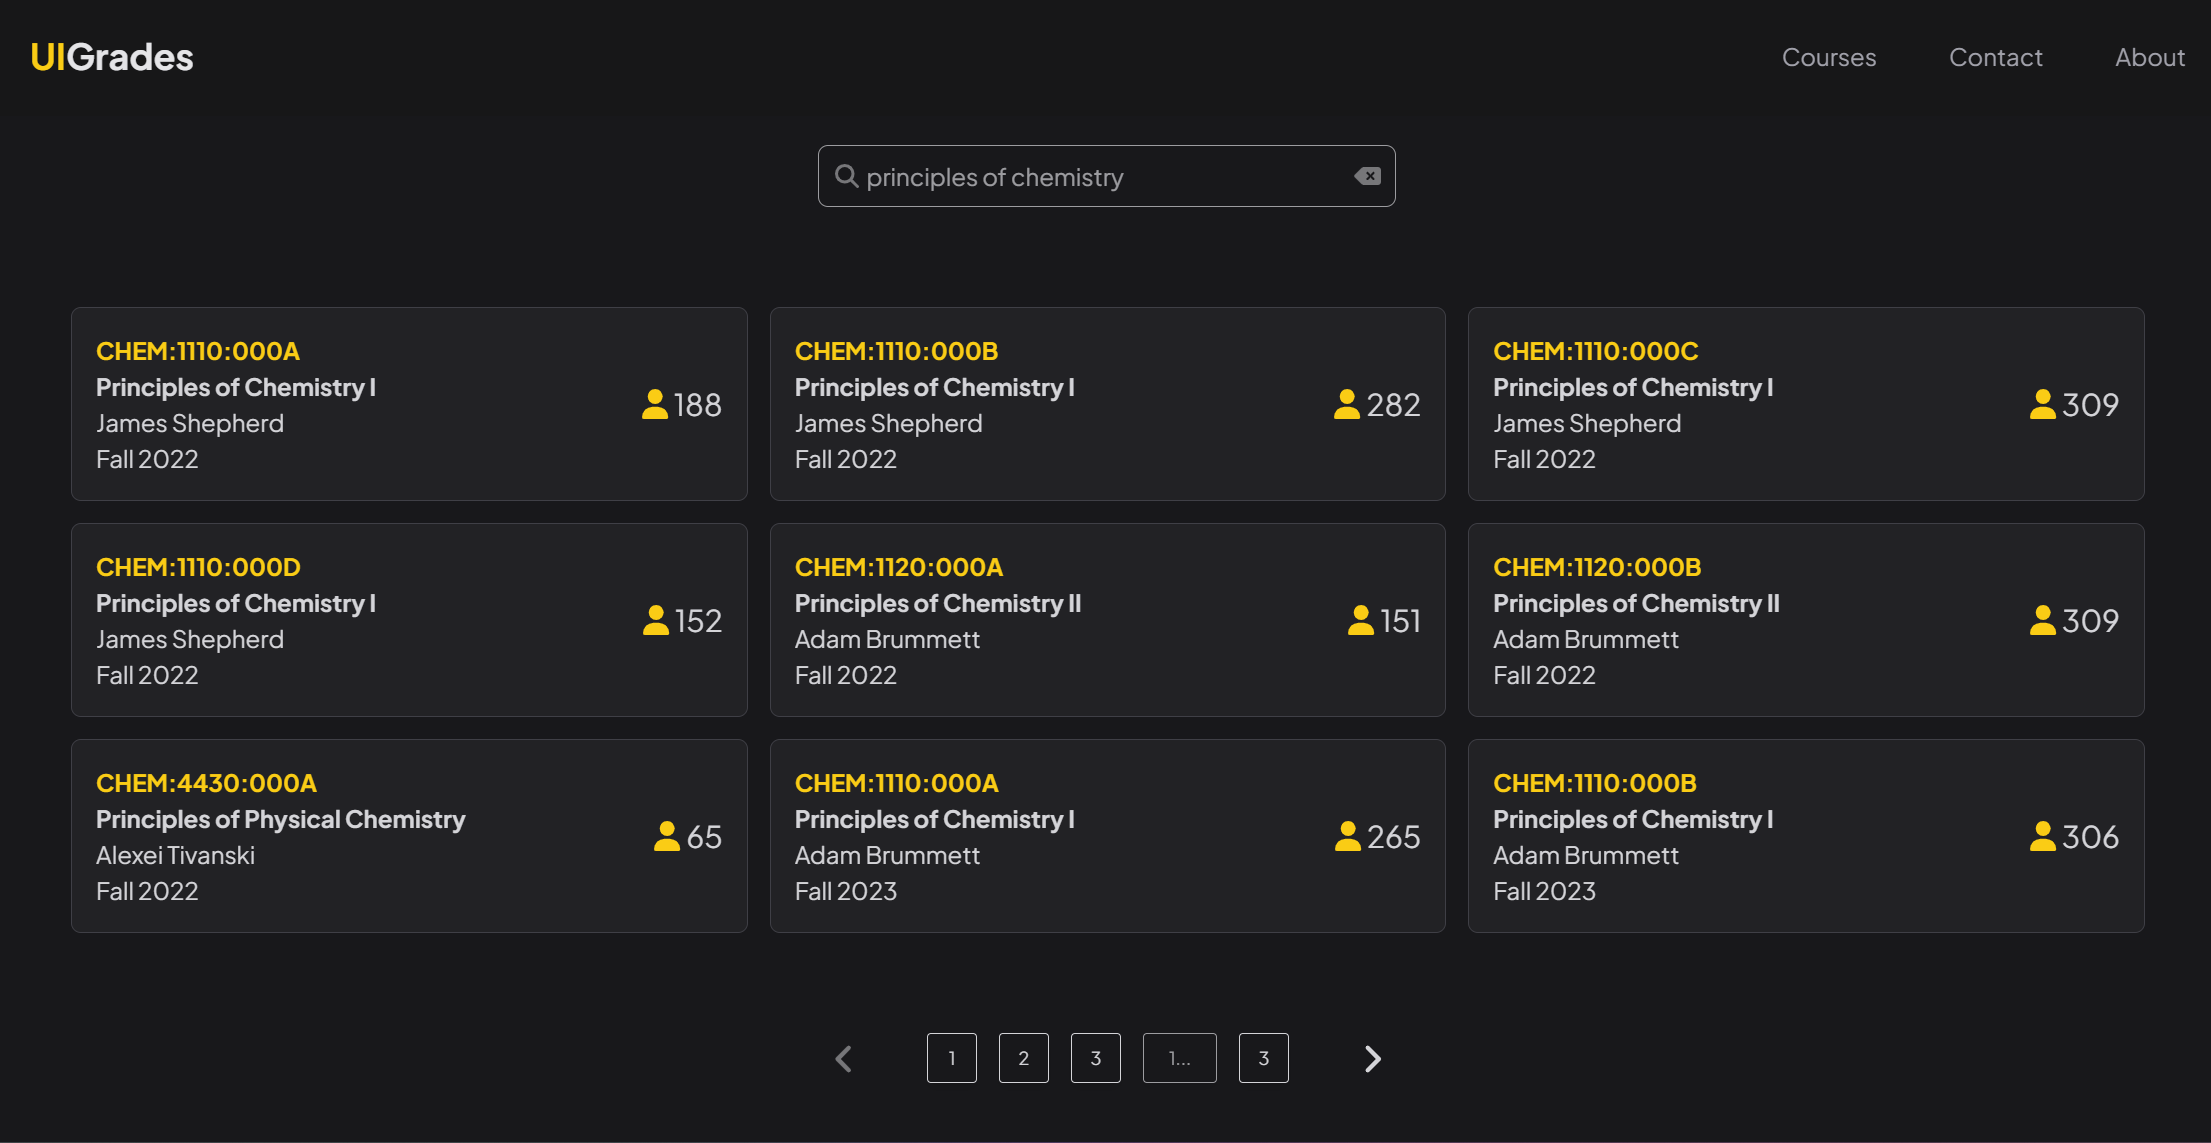 UIGrades
Courses
Contact
About
principles of chemistry
CHEM:1110:000A
Principles of Chemistry I
James Shepherd
Fall 2022
188
CHEM:1110:000B
Principles of Chemistry I
James Shepherd
Fall 2022
282
CHEM:1110:000C
Principles of Chemistry I
James Shepherd
Fall 2022
309
CHEM:1110:000D
Principles of Chemistry I
James Shepherd
Fall 2022
152
CHEM:1120:000A
Principles of Chemistry II
Adam Brummett
Fall 2022
151
CHEM:1120:000B
Principles of Chemistry II
Adam Brummett
Fall 2022
309
CHEM:4430:000A
Principles of Physical Chemistry
Alexei Tivanski
Fall 2022
65
CHEM:1110:000A
Principles of Chemistry I
Adam Brummett
Fall 2023
265
CHEM:1110:000B
Principles of Chemistry I
Adam Brummett
Fall 2023
306
1
2
3
1...
3